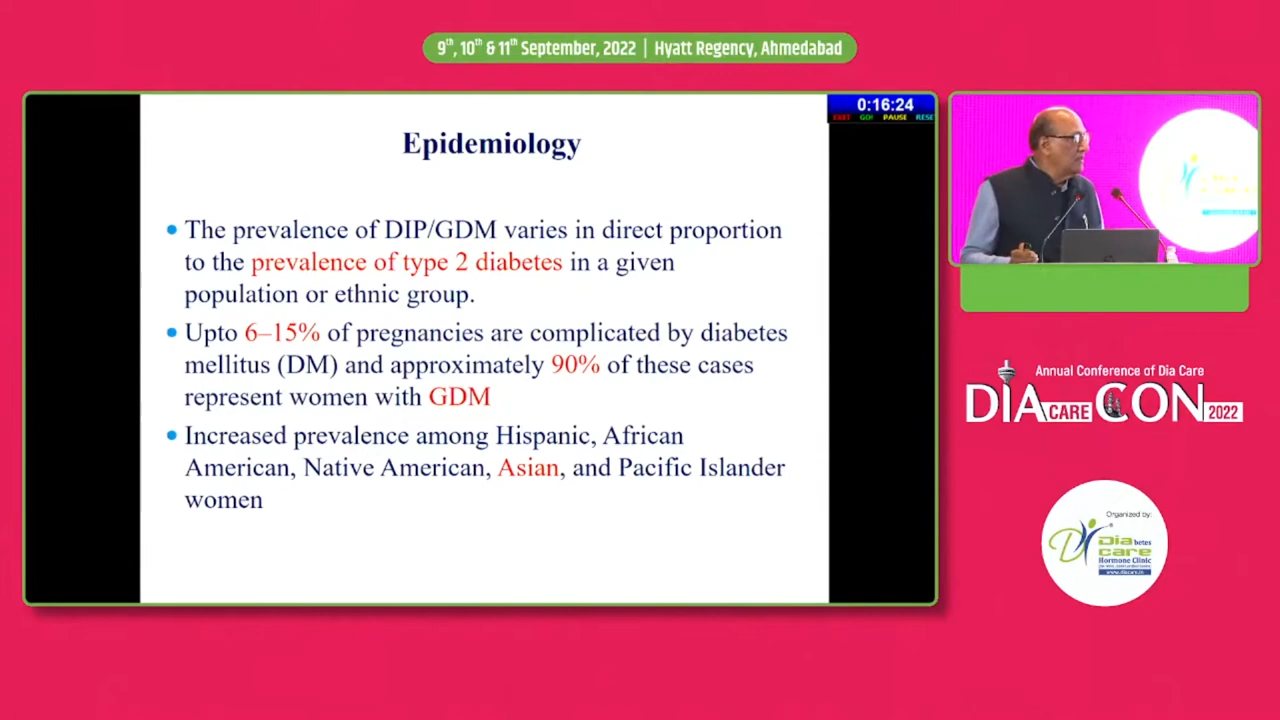 9th, 10th & 11th September, 2022 | Hyatt Regency, Ahmedabad
0:16:24
EXIT GO! PAUSE RESE
Epidemiology
The prevalence of DIP/GDM varies in direct proportion
to the prevalence of type 2 diabetes in a given
population or ethnic group.
Upto 6–15% of pregnancies are complicated by diabetes
mellitus (DM) and approximately 90% of these cases
represent women with GDM
Increased prevalence among Hispanic, African
American, Native American, Asian, and Pacific Islander
women
Annual Conference of Dia Care
DIA CARE CON 2022
Organized by:
Diabetes
care
Hormone Clinic
www.diacare.in